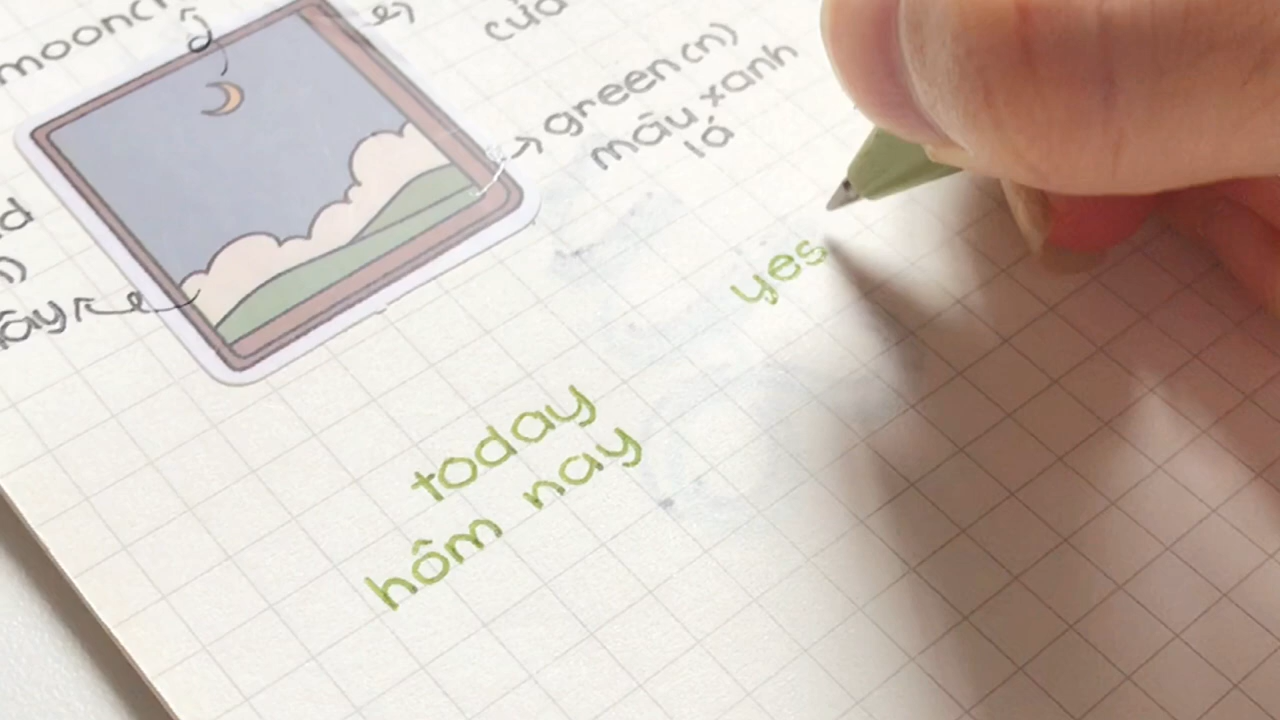 moon(
cửa
green(n)
màu xanh
lá
yes
today
hôm nay